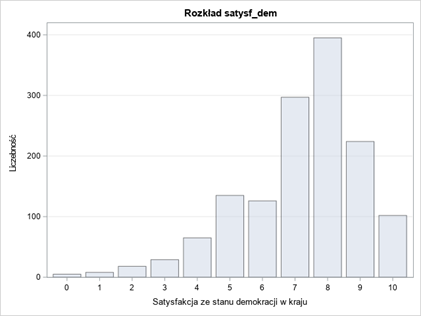 Rozkład satysf_dem
400
300
200
100
0
Liczebność
0 1 2 3 4 5 6 7 8 9 10
Satysfakcja ze stanu demokracji w kraju